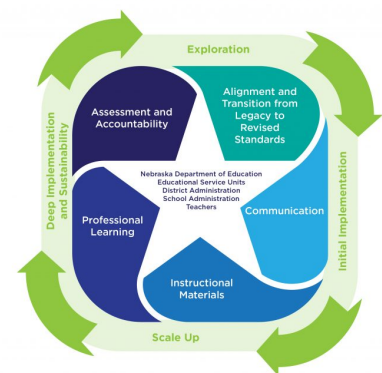 Exploration
Assessment and
Accountability
Alignment and
Transition from
Legacy to
Revised
Standards
Nebraska Department of Education
Educational Service Units
District Administration
School Administration
Teachers
Professional
Learning
Communication
Instructional
Materials
Deep Implementation
and Sustainability
Initial Implementation
Scale Up